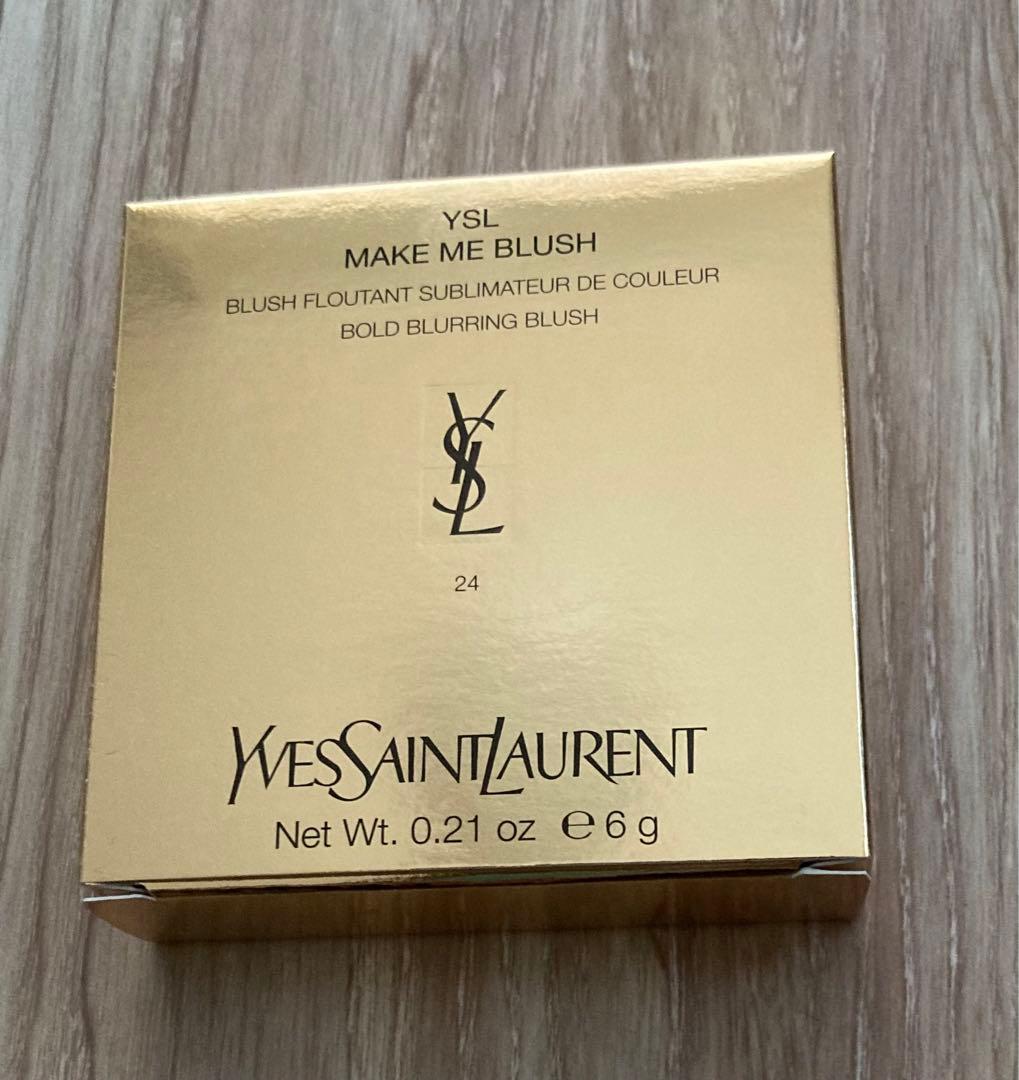 YSL
MAKE ME BLUSH
BLUSH FLOUTANT SUBLIMATEUR DE COULEUR
BOLD BLURRING BLUSH
YSL
24
YVESSAINTLAURENT
Net Wt. 0.21 oz ℮ 6 g